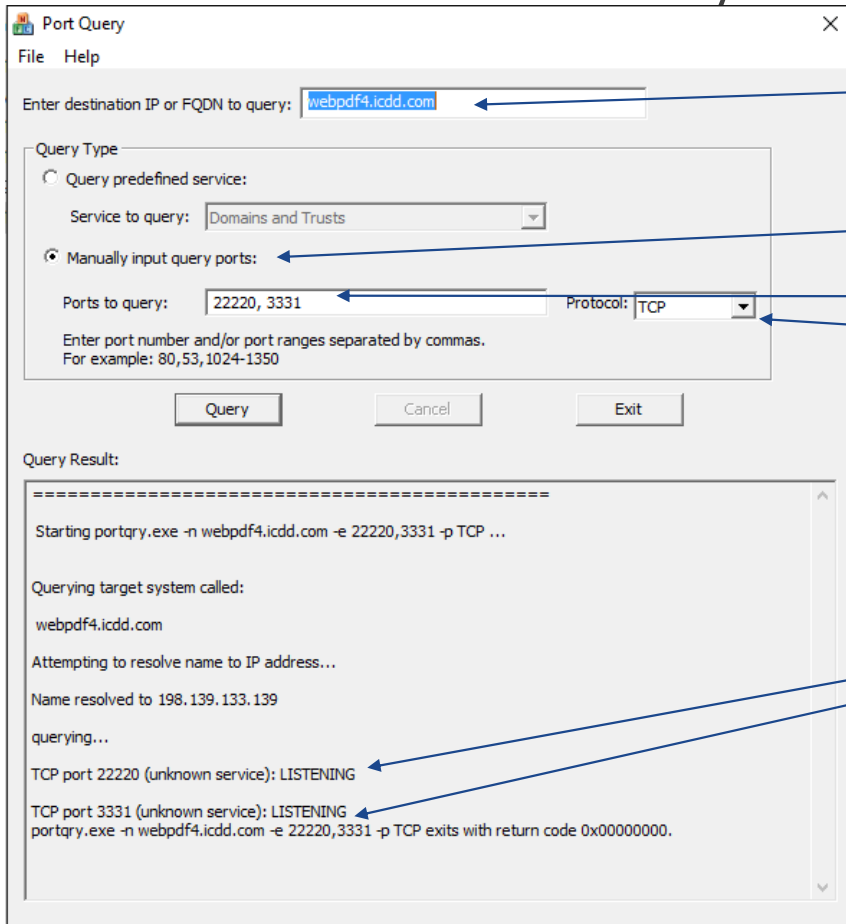 Port Query
File Help
Enter destination IP or FQDN to query: webpdf4.icdd.com
Query Type
Query predefined service:
Service to query: Domains and Trusts
Manually input query ports:
Ports to query: 22220, 3331 Protocol: TCP
Enter port number and/or port ranges separated by commas.
For example: 80,53,1024-1350
Query Cancel Exit
Query Result:
=============================================
Starting portqry.exe -n webpdf4.icdd.com -e 22220,3331 -p TCP ...
Querying target system called:
webpdf4.icdd.com
Attempting to resolve name to IP address...
Name resolved to 198.139.133.139
querying...
TCP port 22220 (unknown service): LISTENING
TCP port 3331 (unknown service): LISTENING
portqry.exe -n webpdf4.icdd.com -e 22220,3331 -p TCP exits with return code 0x00000000.